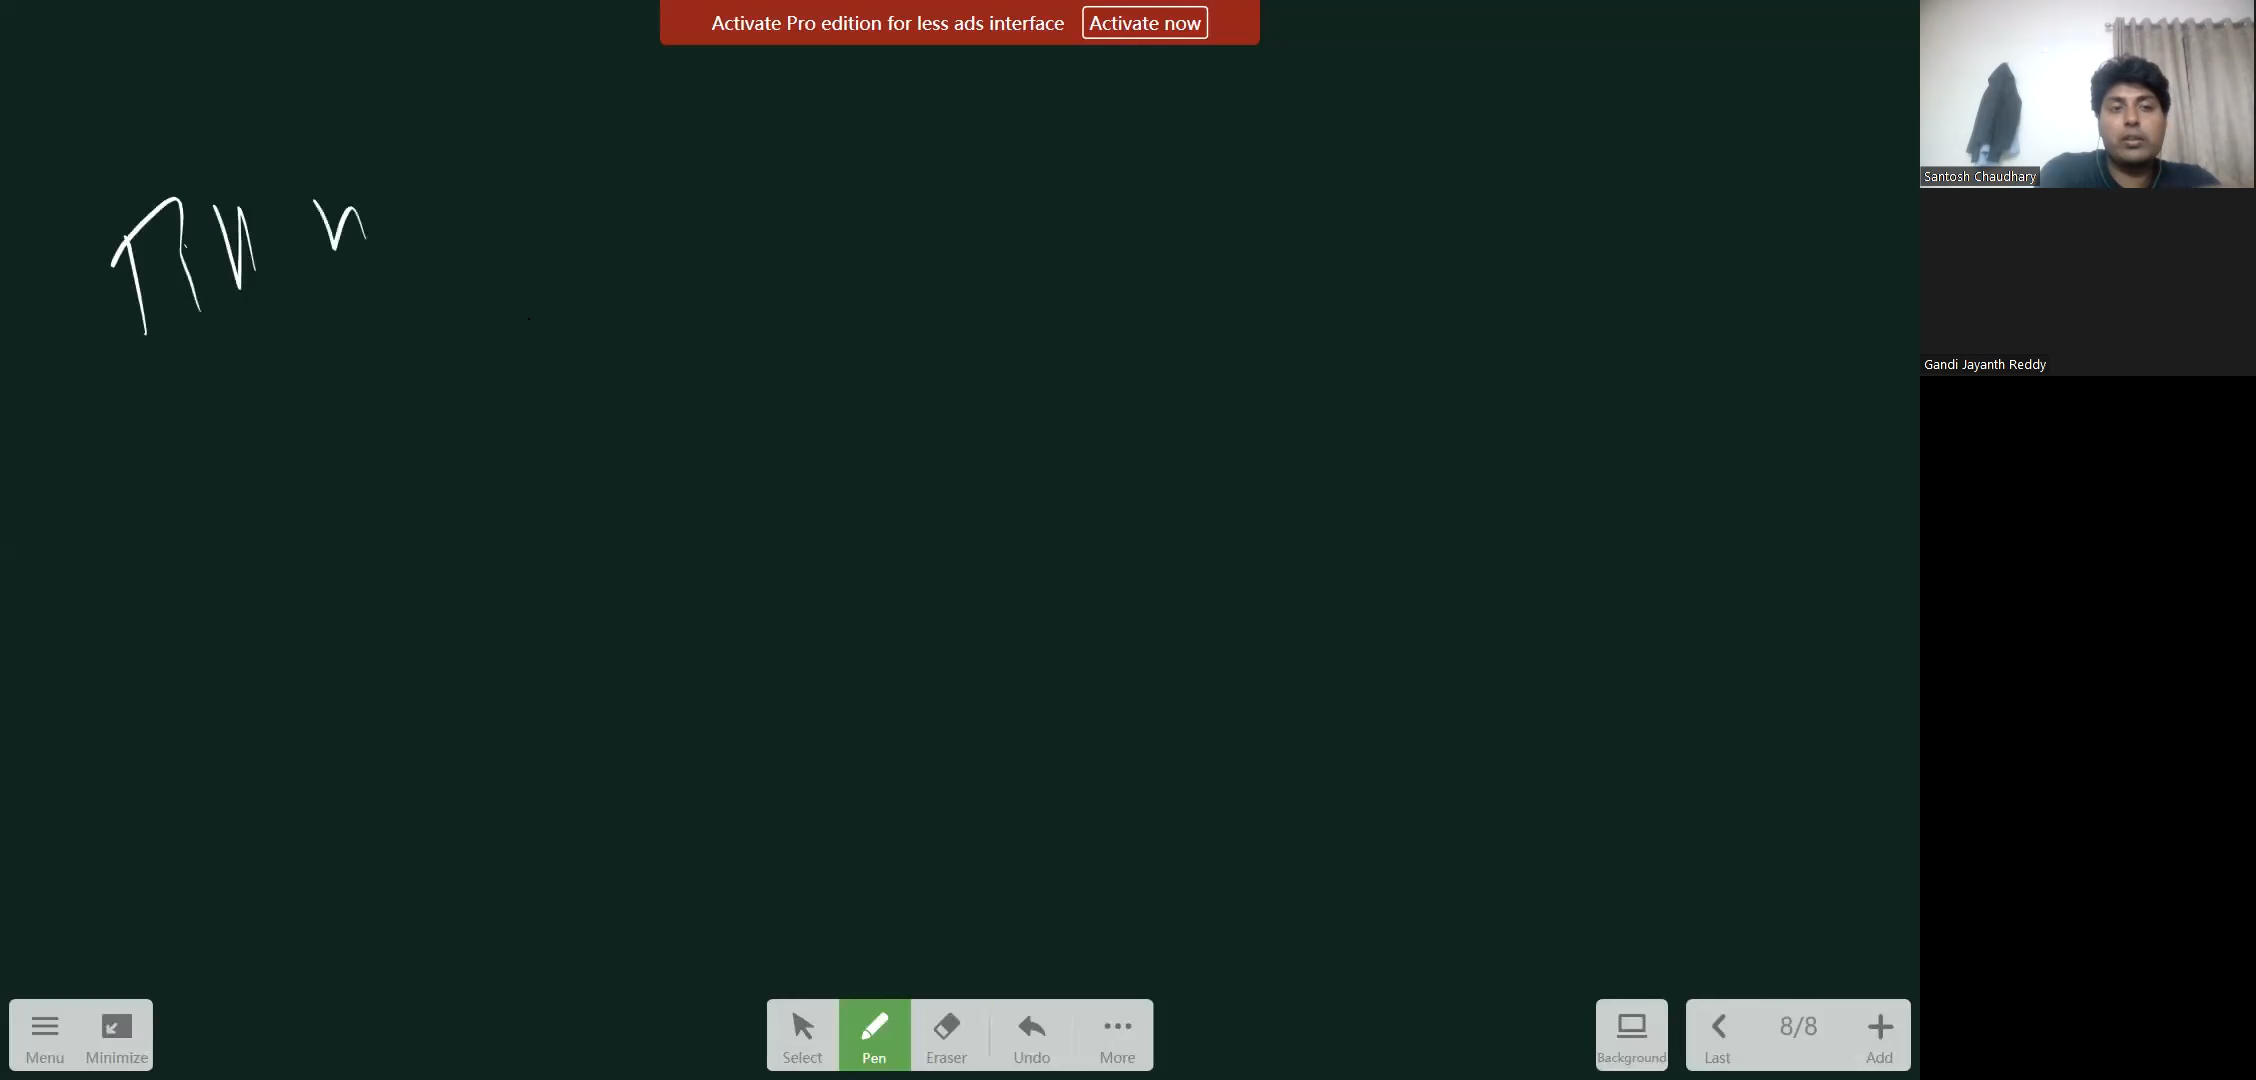 Activate Pro edition for less ads interface Activate now
Santosh Chaudhary
Gandi Jayanth Reddy
Menu Minimize Select Pen Eraser Undo More Background Last 8/8 Add